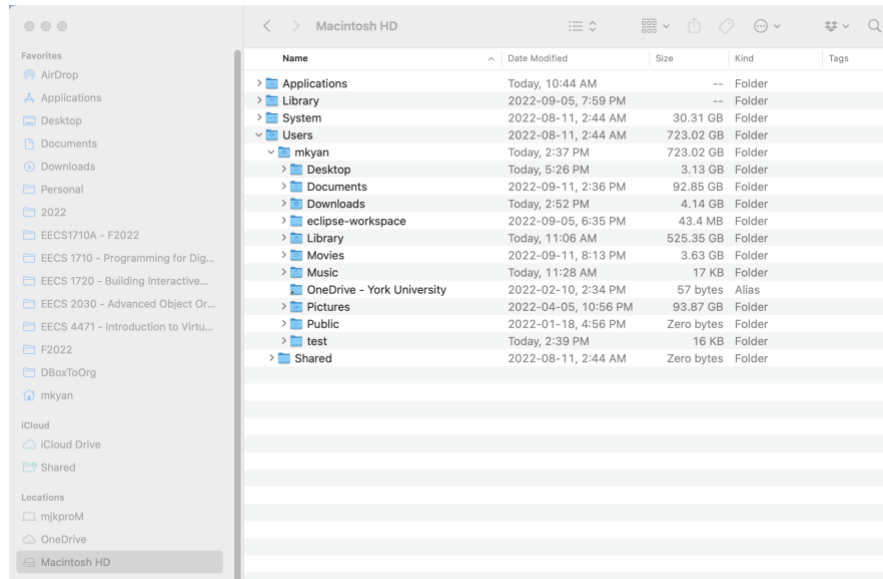 Macintosh HD
Favorites
AirDrop
Applications
Desktop
Documents
Downloads
Personal
2022
EECS1710A - F2022
EECS 1710 - Programming for Dig...
EECS 1720 - Building Interactive...
EECS 2030 - Advanced Object Or...
EECS 4471 - Introduction to Virtu...
F2022
DBoxToOrg
mkyan
iCloud
iCloud Drive
Shared
Locations
mjkproM
OneDrive
Macintosh HD
Name Date Modified Size Kind Tags
Applications Today, 10:44 AM -- Folder
Library 2022-09-05, 7:59 PM -- Folder
System 2022-08-11, 2:44 AM 30.31 GB Folder
Users 2022-08-11, 2:44 AM 723.02 GB Folder
mkyan Today, 2:37 PM 723.02 GB Folder
Desktop Today, 5:26 PM 3.13 GB Folder
Documents 2022-09-11, 2:36 PM 92.85 GB Folder
Downloads Today, 2:52 PM 4.14 GB Folder
eclipse-workspace 2022-09-05, 6:35 PM 43.4 MB Folder
Library Today, 11:06 AM 525.35 GB Folder
Movies 2022-09-11, 8:13 PM 3.63 GB Folder
Music Today, 11:28 AM 17 KB Folder
OneDrive - York University 2022-02-10, 2:34 PM 57 bytes Alias
Pictures 2022-04-05, 10:56 PM 93.87 GB Folder
Public 2022-01-18, 4:56 PM Zero bytes Folder
test Today, 2:39 PM 16 KB Folder
Shared 2022-08-11, 2:44 AM Zero bytes Folder